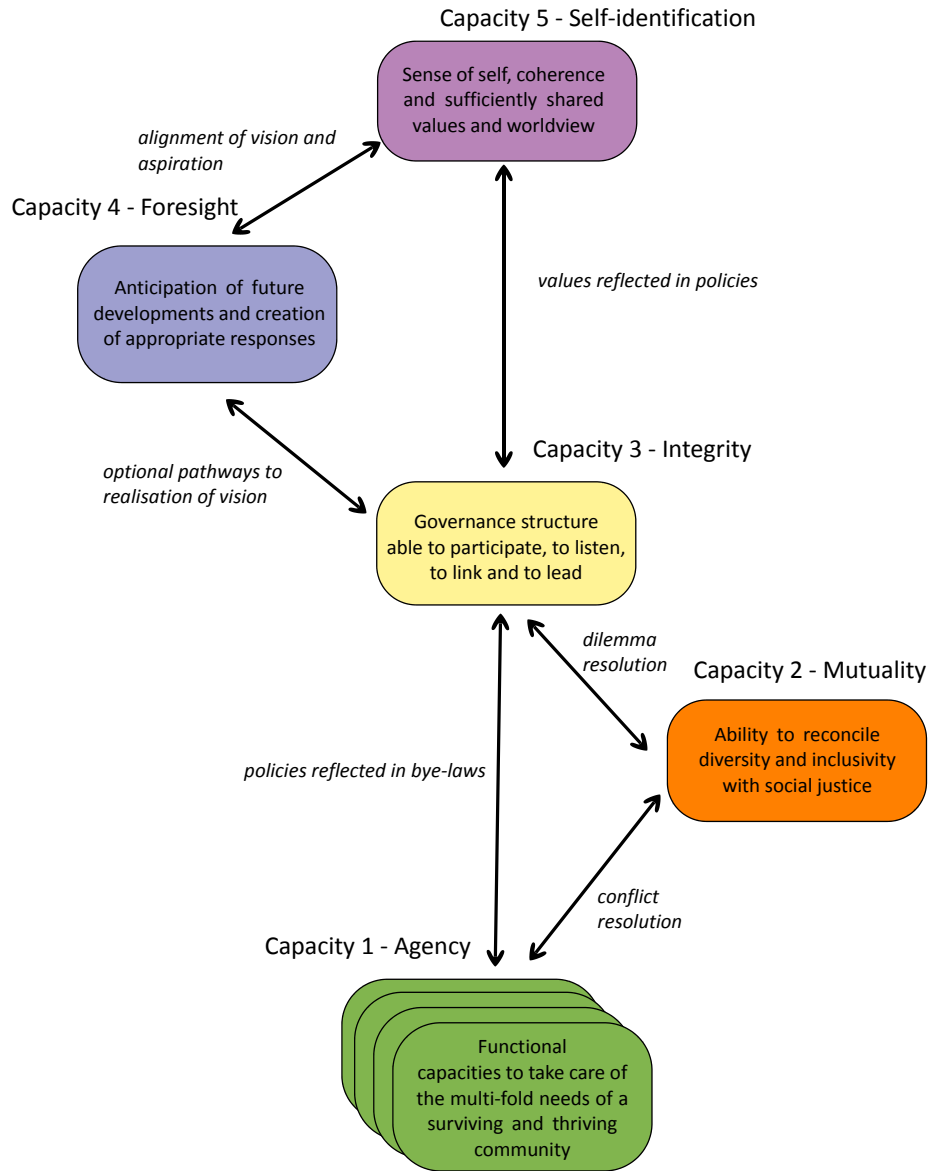 Capacity 5 - Self-identification
Sense of self, coherence
and sufficiently shared
values and worldview
alignment of vision and
aspiration
Capacity 4 - Foresight
Anticipation of future
developments and creation
of appropriate responses
values reflected in policies
Capacity 3 - Integrity
optional pathways to
realisation of vision
Governance structure
able to participate, to listen,
to link and to lead
dilemma
resolution
Capacity 2 - Mutuality
Ability to reconcile
diversity and inclusivity
with social justice
policies reflected in bye-laws
conflict
resolution
Capacity 1 - Agency
Functional
capacities to take care of
the multi-fold needs of a
surviving and thriving
community